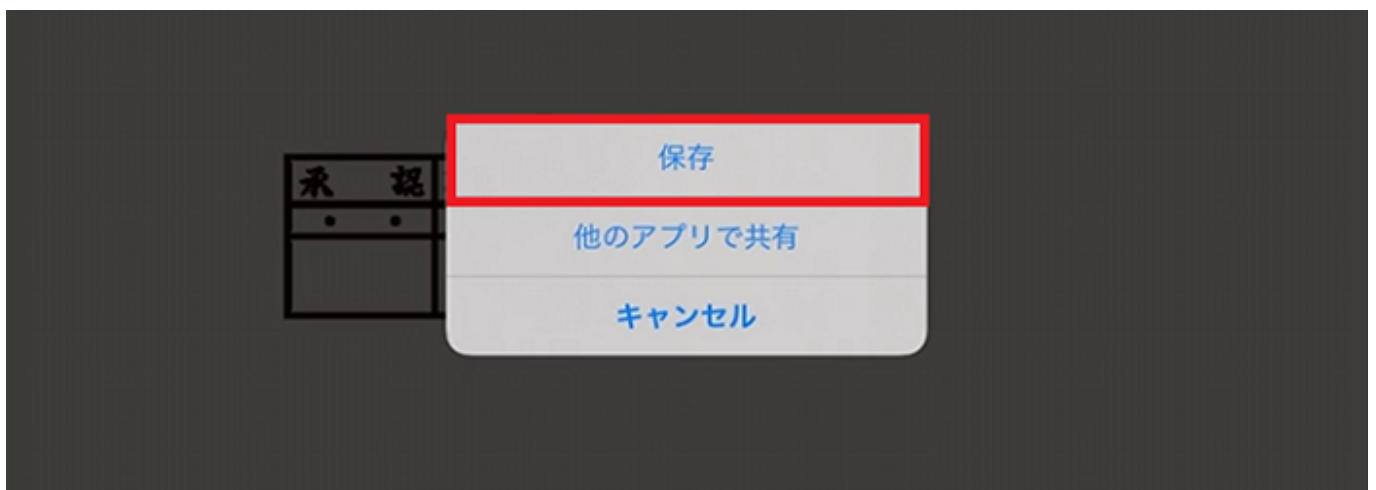 保存
承 認
・ ・
他のアプリで共有
キャンセル